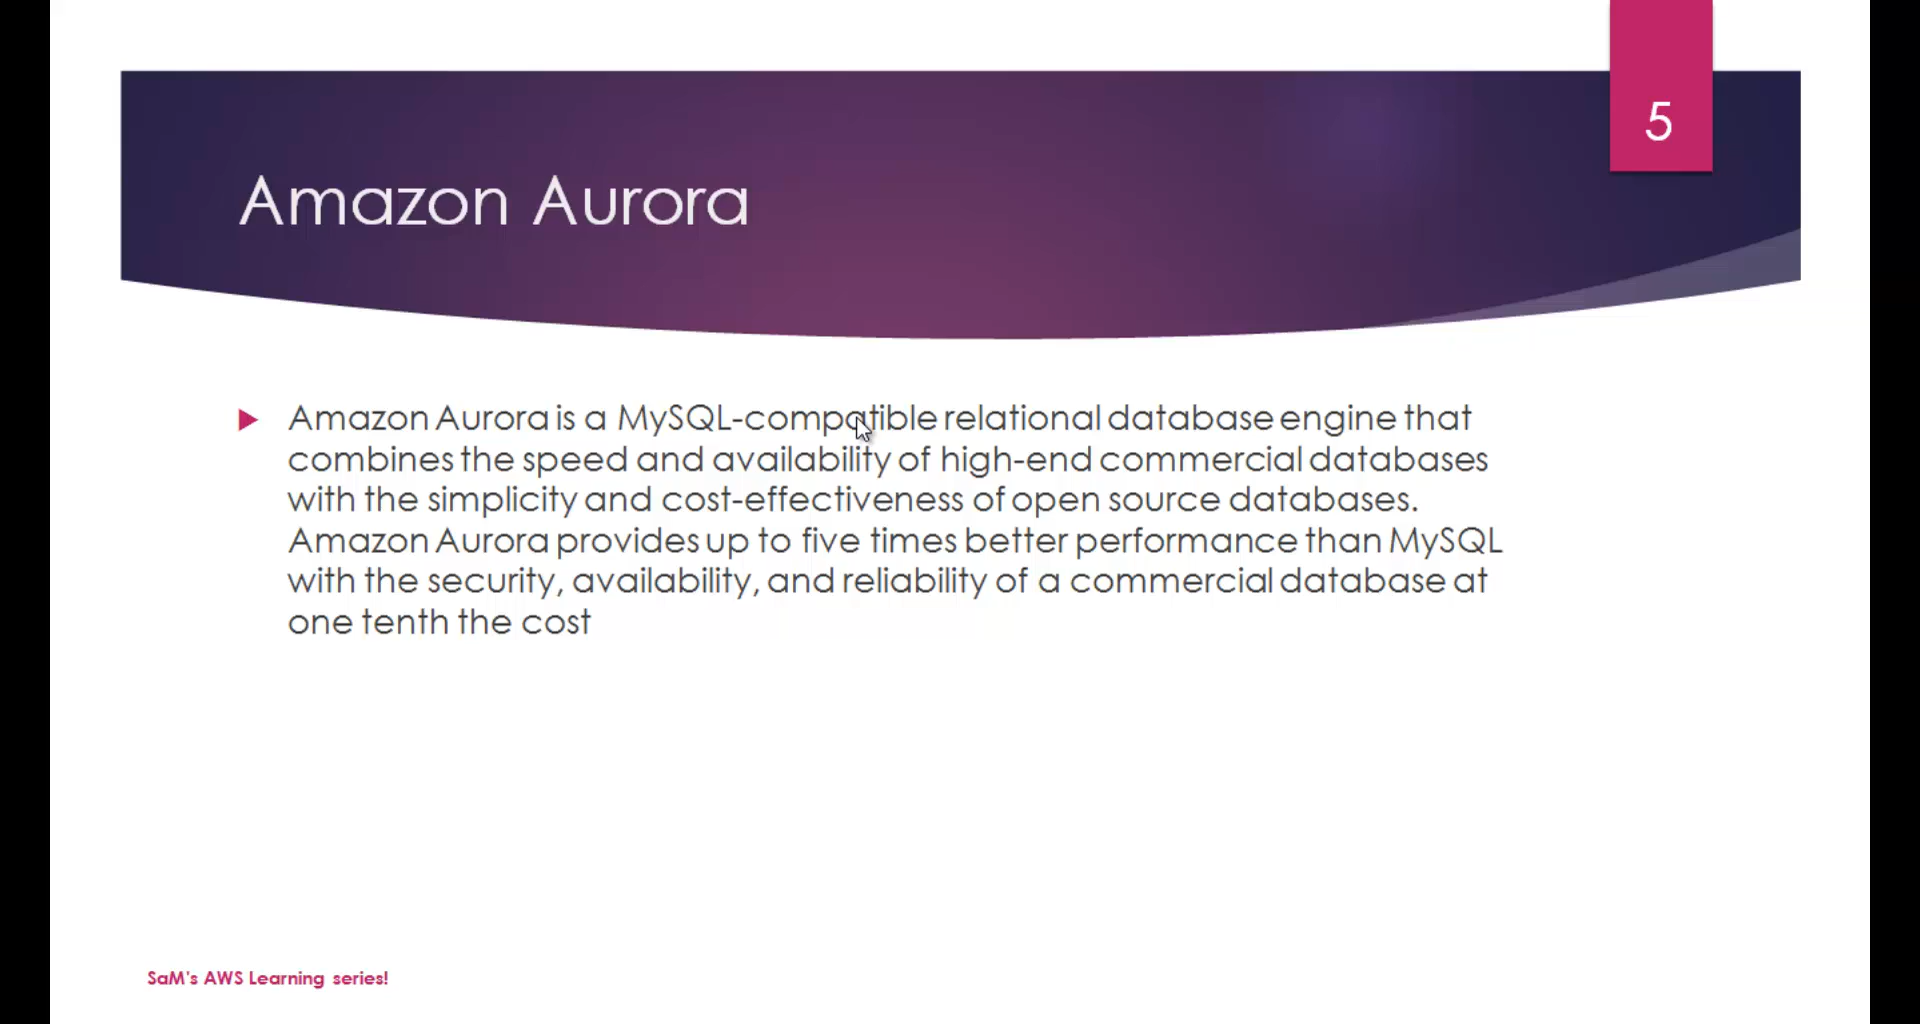 5
Amazon Aurora
Amazon Aurora is a MySQL-compatible relational database engine that
combines the speed and availability of high-end commercial databases
with the simplicity and cost-effectiveness of open source databases.
Amazon Aurora provides up to five times better performance than MySQL
with the security, availability, and reliability of a commercial database at
one tenth the cost
SaM's AWS Learning series!